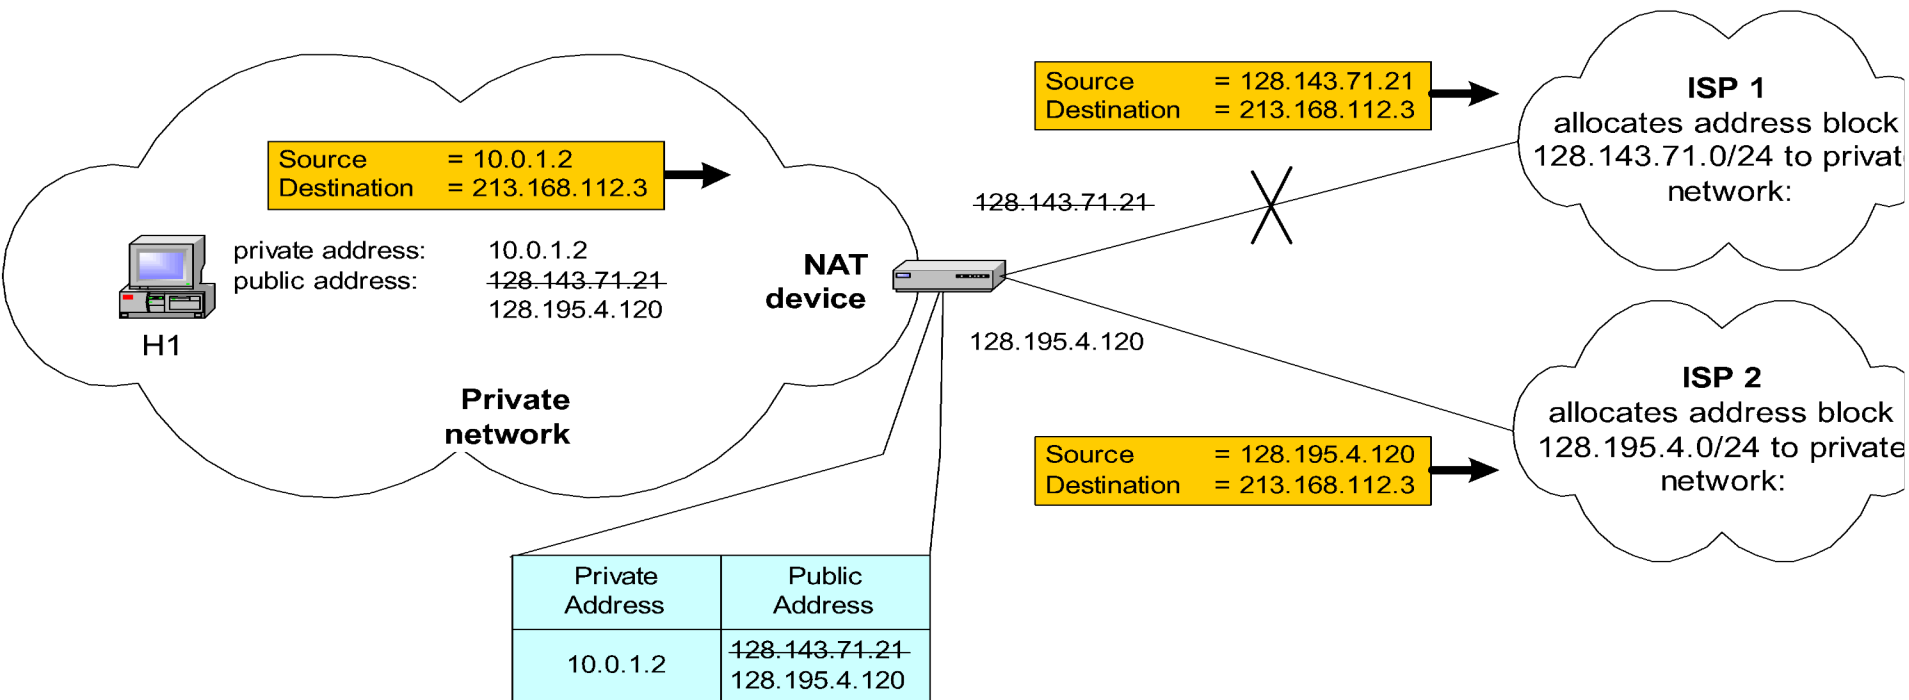 Source = 128.143.71.21
Destination = 213.168.112.3
ISP 1
allocates address block
128.143.71.0/24 to privat
network:
Source = 10.0.1.2
Destination = 213.168.112.3
128.143.71.21
private address: 10.0.1.2
public address: 128.143.71.21
128.195.4.120
H1
NAT
device
128.195.4.120
Private
network
ISP 2
allocates address block
128.195.4.0/24 to private
network:
Source = 128.195.4.120
Destination = 213.168.112.3
Private
Address
Public
Address
10.0.1.2
128.143.71.21
128.195.4.120